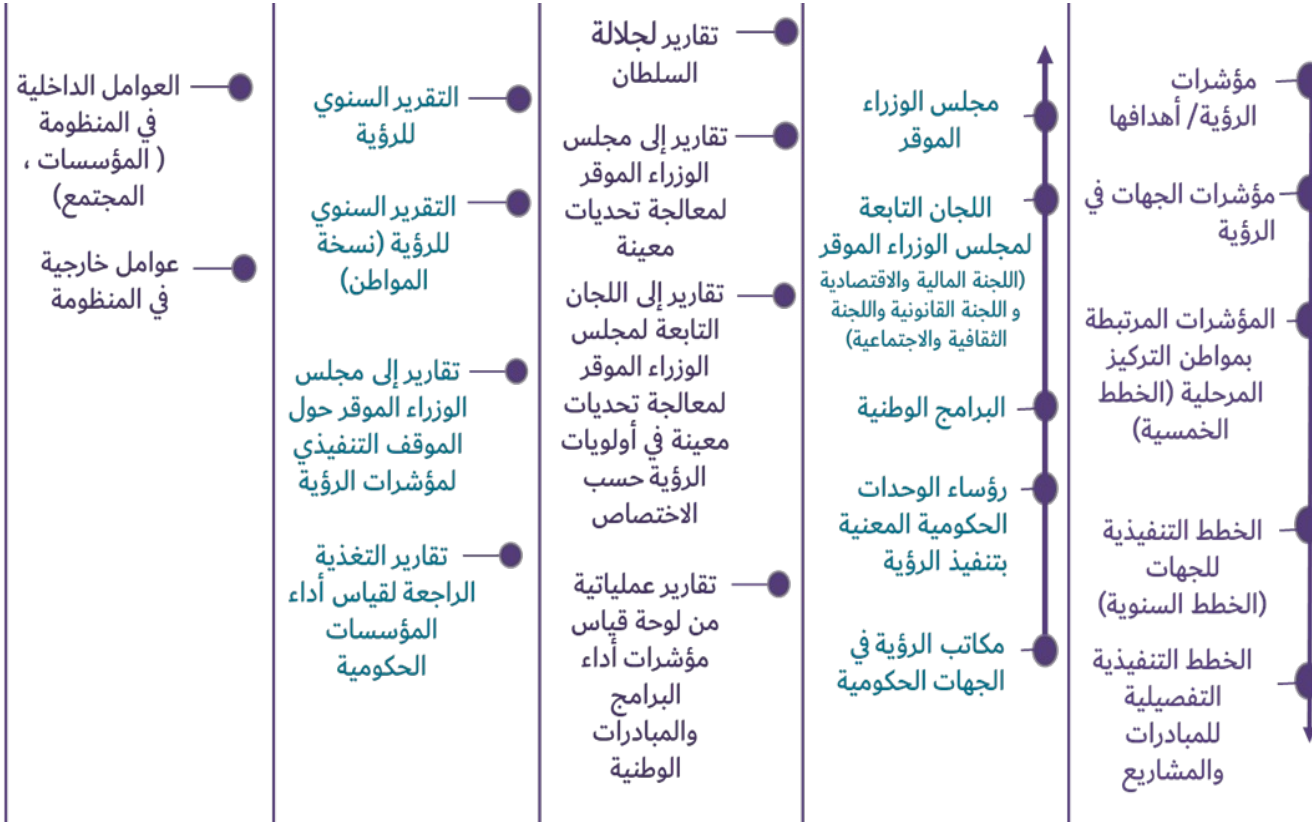 مؤشرات
الرؤية/ أهدافها
مؤشرات الجهات في
الرؤية
المؤشرات المرتبطة
بمواطن التركيز
المرحلية (الخطط
الخمسية)
الخطط التنفيذية
للجهات
(الخطط السنوية)
الخطط التنفيذية
التفصيلية
للمبادرات
والمشاريع
مجلس الوزراء
الموقر
اللجان التابعة
لمجلس الوزراء الموقر
(اللجنة المالية والاقتصادية
و اللجنة القانونية واللجنة
الثقافية والاجتماعية)
البرامج الوطنية
رؤساء الوحدات
الحكومية المعنية
بتنفيذ الرؤية
مكاتب الرؤية في
الجهات الحكومية
تقارير لجلالة
السلطان
تقارير إلى مجلس
الوزراء الموقر
لمعالجة تحديات
معينة
تقارير إلى اللجان
التابعة لمجلس
الوزراء الموقر
لمعالجة تحديات
معينة في أولويات
الرؤية حسب
الاختصاص
تقارير عملياتية
من لوحة قياس
مؤشرات أداء
البرامج
والمبادرات
الوطنية
التقرير السنوي
للرؤية
التقرير السنوي
للرؤية (نسخة
المواطن)
تقارير إلى مجلس
الوزراء الموقر حول
الموقف التنفيذي
لمؤشرات الرؤية
تقارير التغذية
الراجعة لقياس أداء
المؤسسات
الحكومية
العوامل الداخلية
في المنظومة
( المؤسسات ،
المجتمع)
عوامل خارجية
في المنظومة